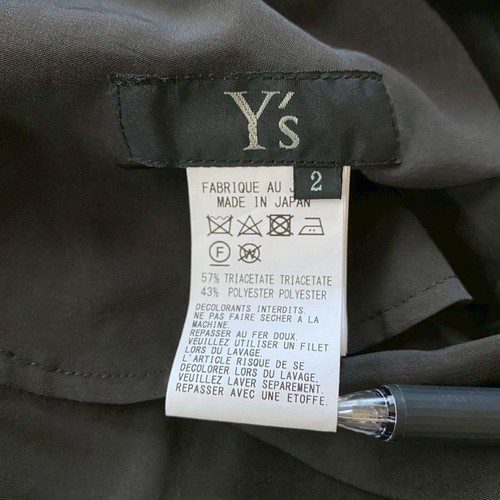 Y's
2
FABRIQUE AU J
MADE IN JAPAN
F W
57% TRIACETATE TRIACETATE
43% POLYESTER POLYESTER
DECOLORANTS INTERDITS.
NE PAS FAIRE SECHER A LA
MACHINE.
REPASSER AU FER DOUX.
VEUILLEZ UTILISER UN FILET
LORS DU LAVAGE.
L'ARTICLE RISQUE DE SE
DECOLORER LORS DU LAVAGE,
VEUILLEZ LAVER SEPAREMENT.
REPASSER AVEC UNE ETOFFE.